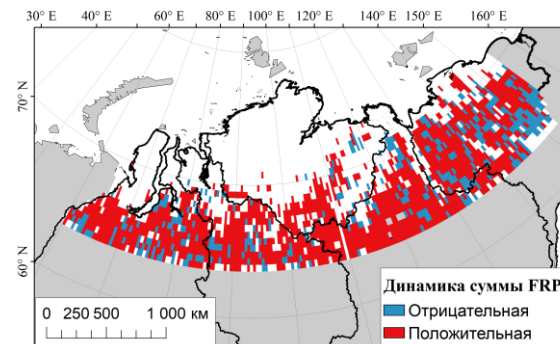 30° E 60° E 80° E 100° E 120° E 140° E 150° E 160° E
70° N
60° N
Динамика суммы FRP
Отрицательная
Положительная
0 250 500 1 000 км